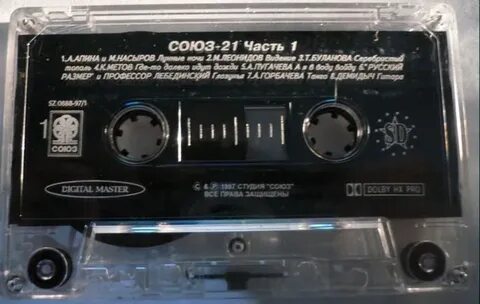 СОЮЗ-21 Часть 1
1.А.АПИНА и М.НАСЫРОВ Лунные ночи 2.М.ЛЕОНИДОВ Видение 3.Т.БУЛАНОВА Серебристый
тополь 4.К.МЕТОВ Где-то далеко идут дожди 5.А.ПУГАЧЕВА А я в воду войду 6."РУССКИЙ
РАЗМЕР" и ПРОФЕССОР ЛЕБЕДИНСКИЙ Глазунья 7.А.ГОРБАЧЕВА Танго 8.ДЕМИДЫЧ Гитара
SZ 0688-97/5
1
СОЮЗ
SD
DIGITAL MASTER
© & ℗ 1997 СТУДИЯ "СОЮЗ"
ВСЕ ПРАВА ЗАЩИЩЕНЫ
DOLBY HX PRO